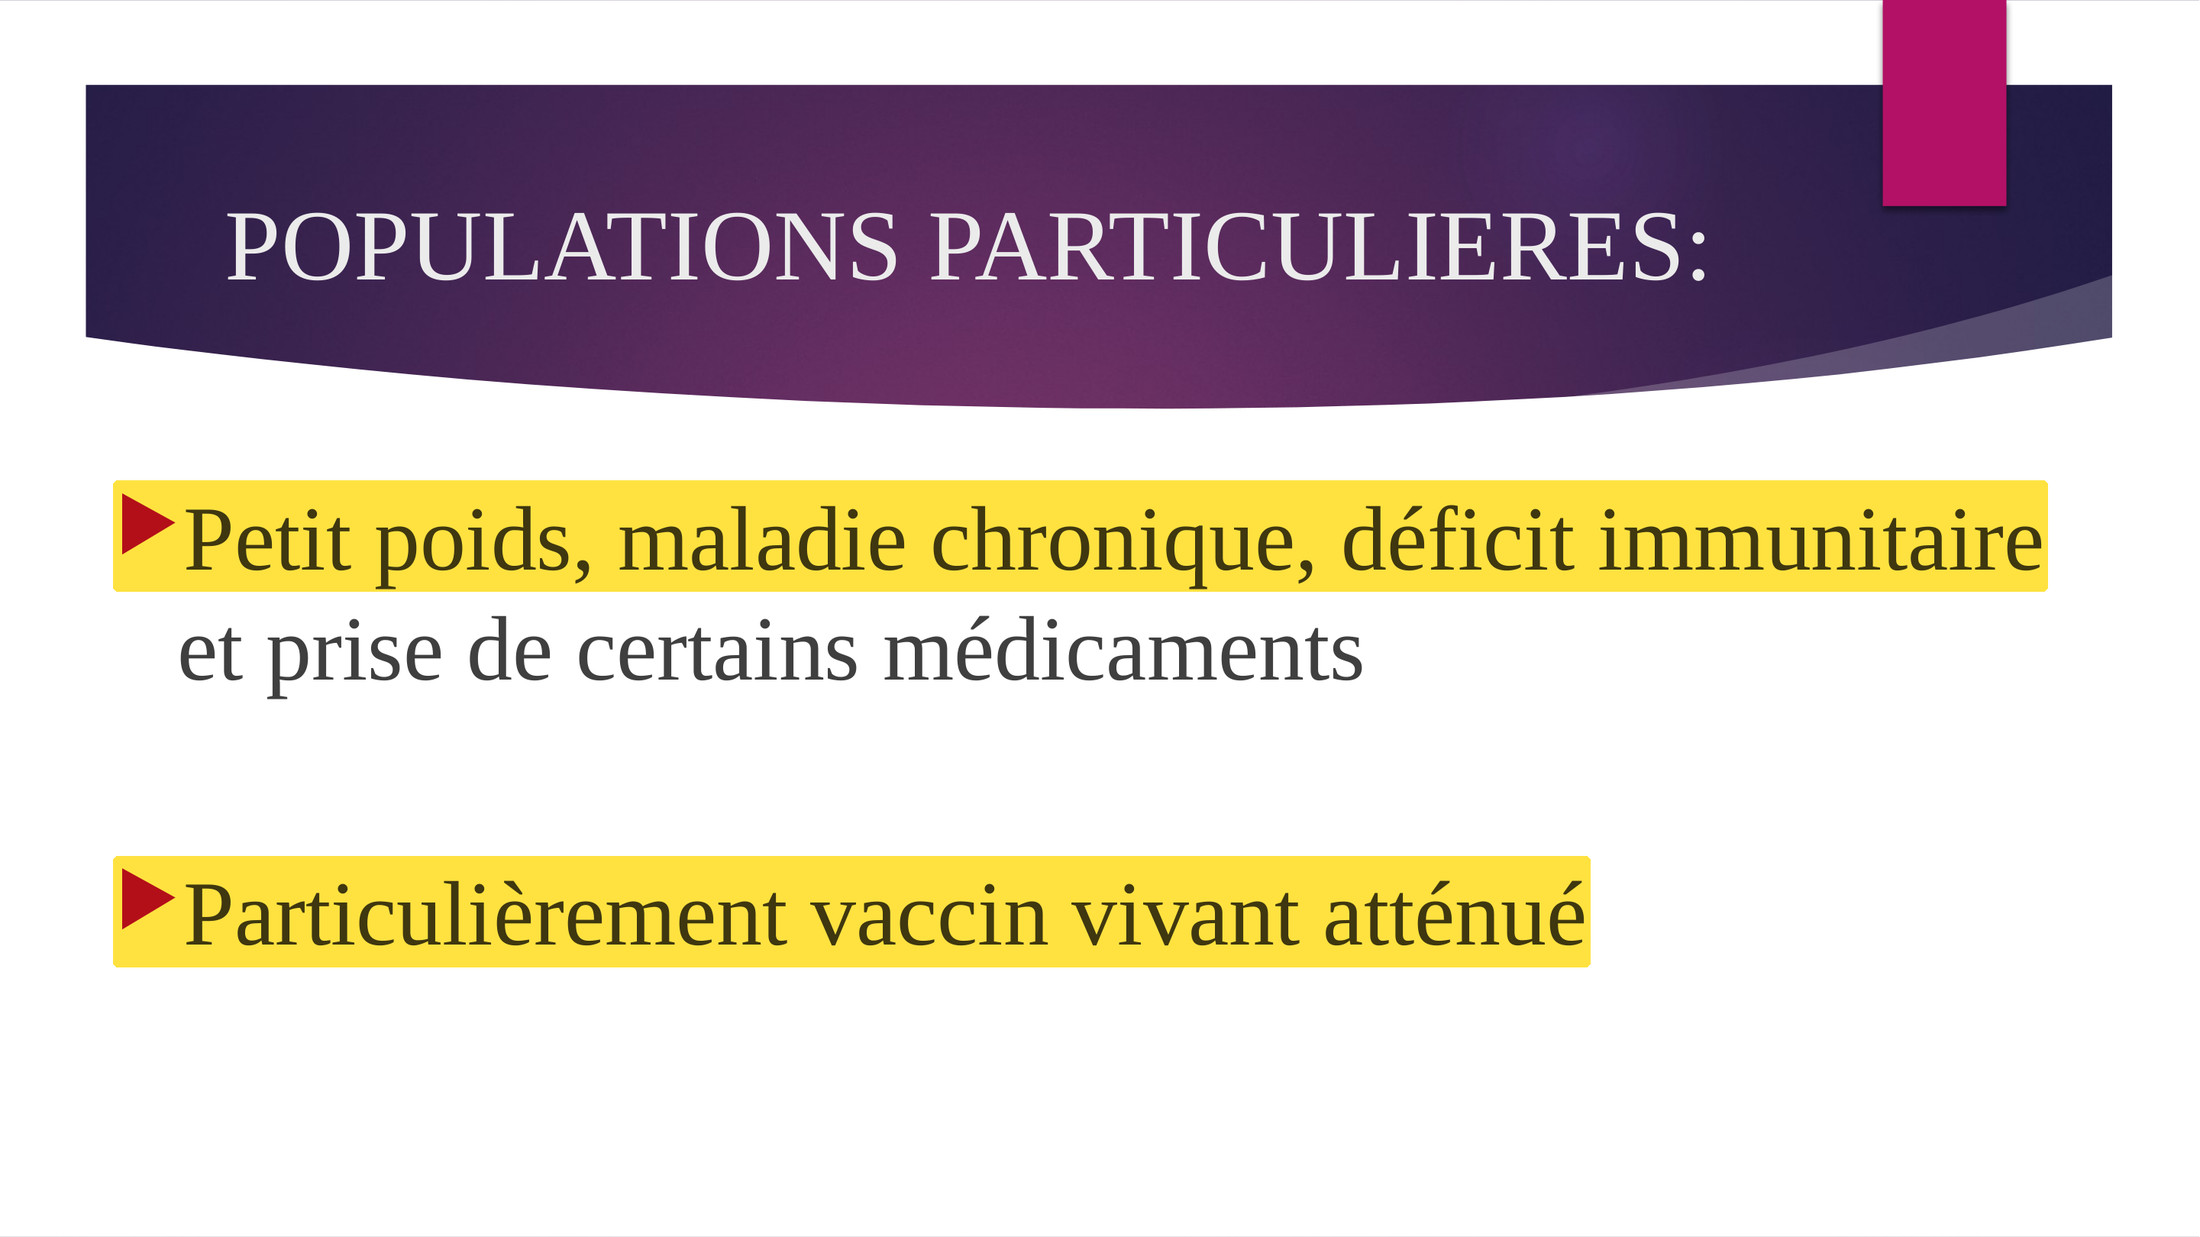 POPULATIONS PARTICULIERES:
Petit poids, maladie chronique, déficit immunitaire
et prise de certains médicaments
Particulièrement vaccin vivant atténué